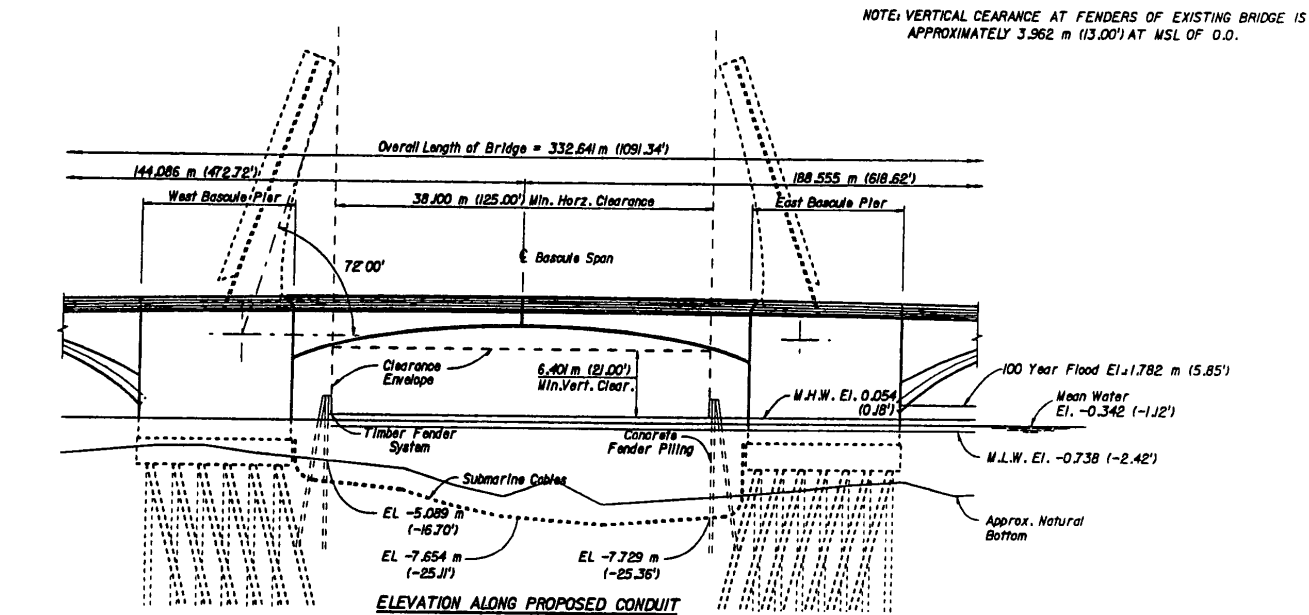 NOTE: VERTICAL CEARANCE AT FENDERS OF EXISTING BRIDGE IS
APPROXIMATELY 3.962 m (13.00') AT MSL OF 0.0.
Overall Length of Bridge = 332.641 m (1091.34')
144.086 m (472.72')
188.555 m (618.62')
West Bascule Pier
38.100 m (125.00') Min. Horz. Clearance
East Bascule Pier
℄ Bascule Span
72°00'
Clearance
Envelope
6.401 m (21.00')
Min.Vert. Clear.
100 Year Flood El.1.782 m (5.85')
M.H.W. El. 0.054
(0.18')
Mean Water
El. -0.342 (-1.12')
Timber Fender
System
Concrete
Fender Piling
M.L.W. El. -0.738 (-2.42')
Submarine Cables
EL -5.089 m
(-16.70')
Approx. Natural
Bottom
EL -7.654 m
(-25.11')
EL -7.729 m
(-25.36')
ELEVATION ALONG PROPOSED CONDUIT